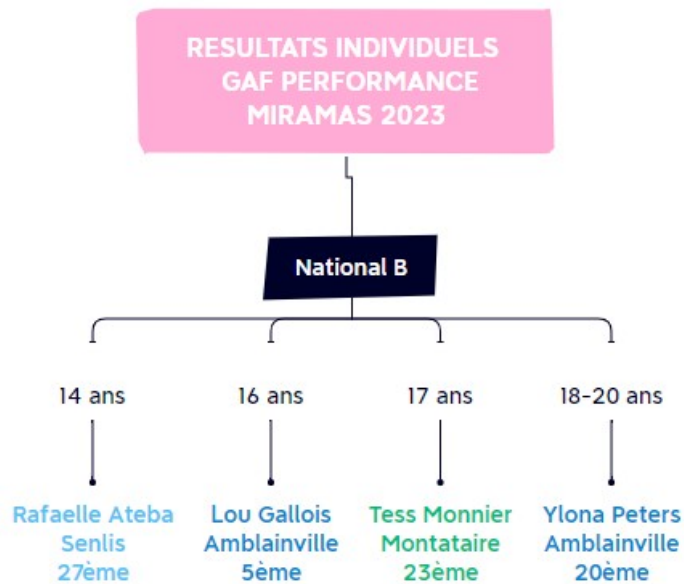 RESULTATS INDIVIDUELS
GAF PERFORMANCE
MIRAMAS 2023
National B
14 ans
16 ans
17 ans
18-20 ans
Rafaelle Ateba
Senlis
27ème
Lou Gallois
Amblainville
5ème
Tess Monnier
Montataire
23ème
Ylona Peters
Amblainville
20ème